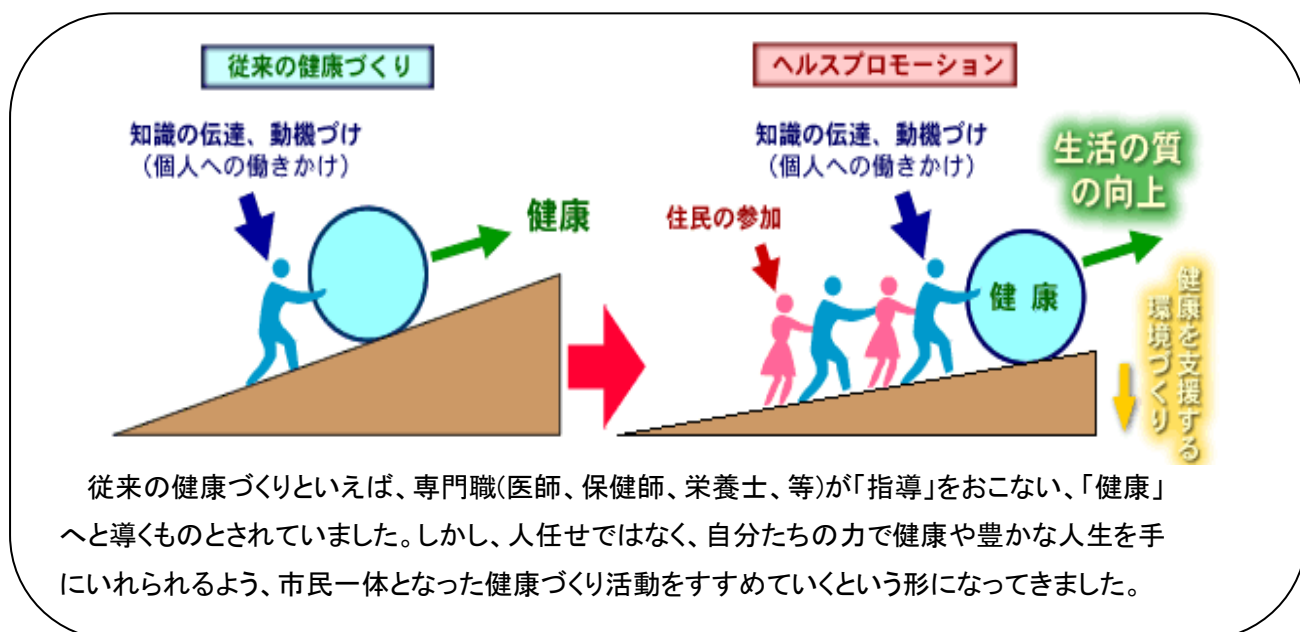 従来の健康づくり
知識の伝達、動機づけ
（個人への働きかけ）
健康
ヘルスプロモーション
知識の伝達、動機づけ
（個人への働きかけ）
住民の参加
健康
生活の質
の向上
健康を支援する
環境づくり
従来の健康づくりといえば、専門職(医師、保健師、栄養士、等)が「指導」をおこない、「健康」
へと導くものとされていました。しかし、人任せではなく、自分たちの力で健康や豊かな人生を手
にいれられるよう、市民一体となった健康づくり活動をすすめていくという形になってきました。